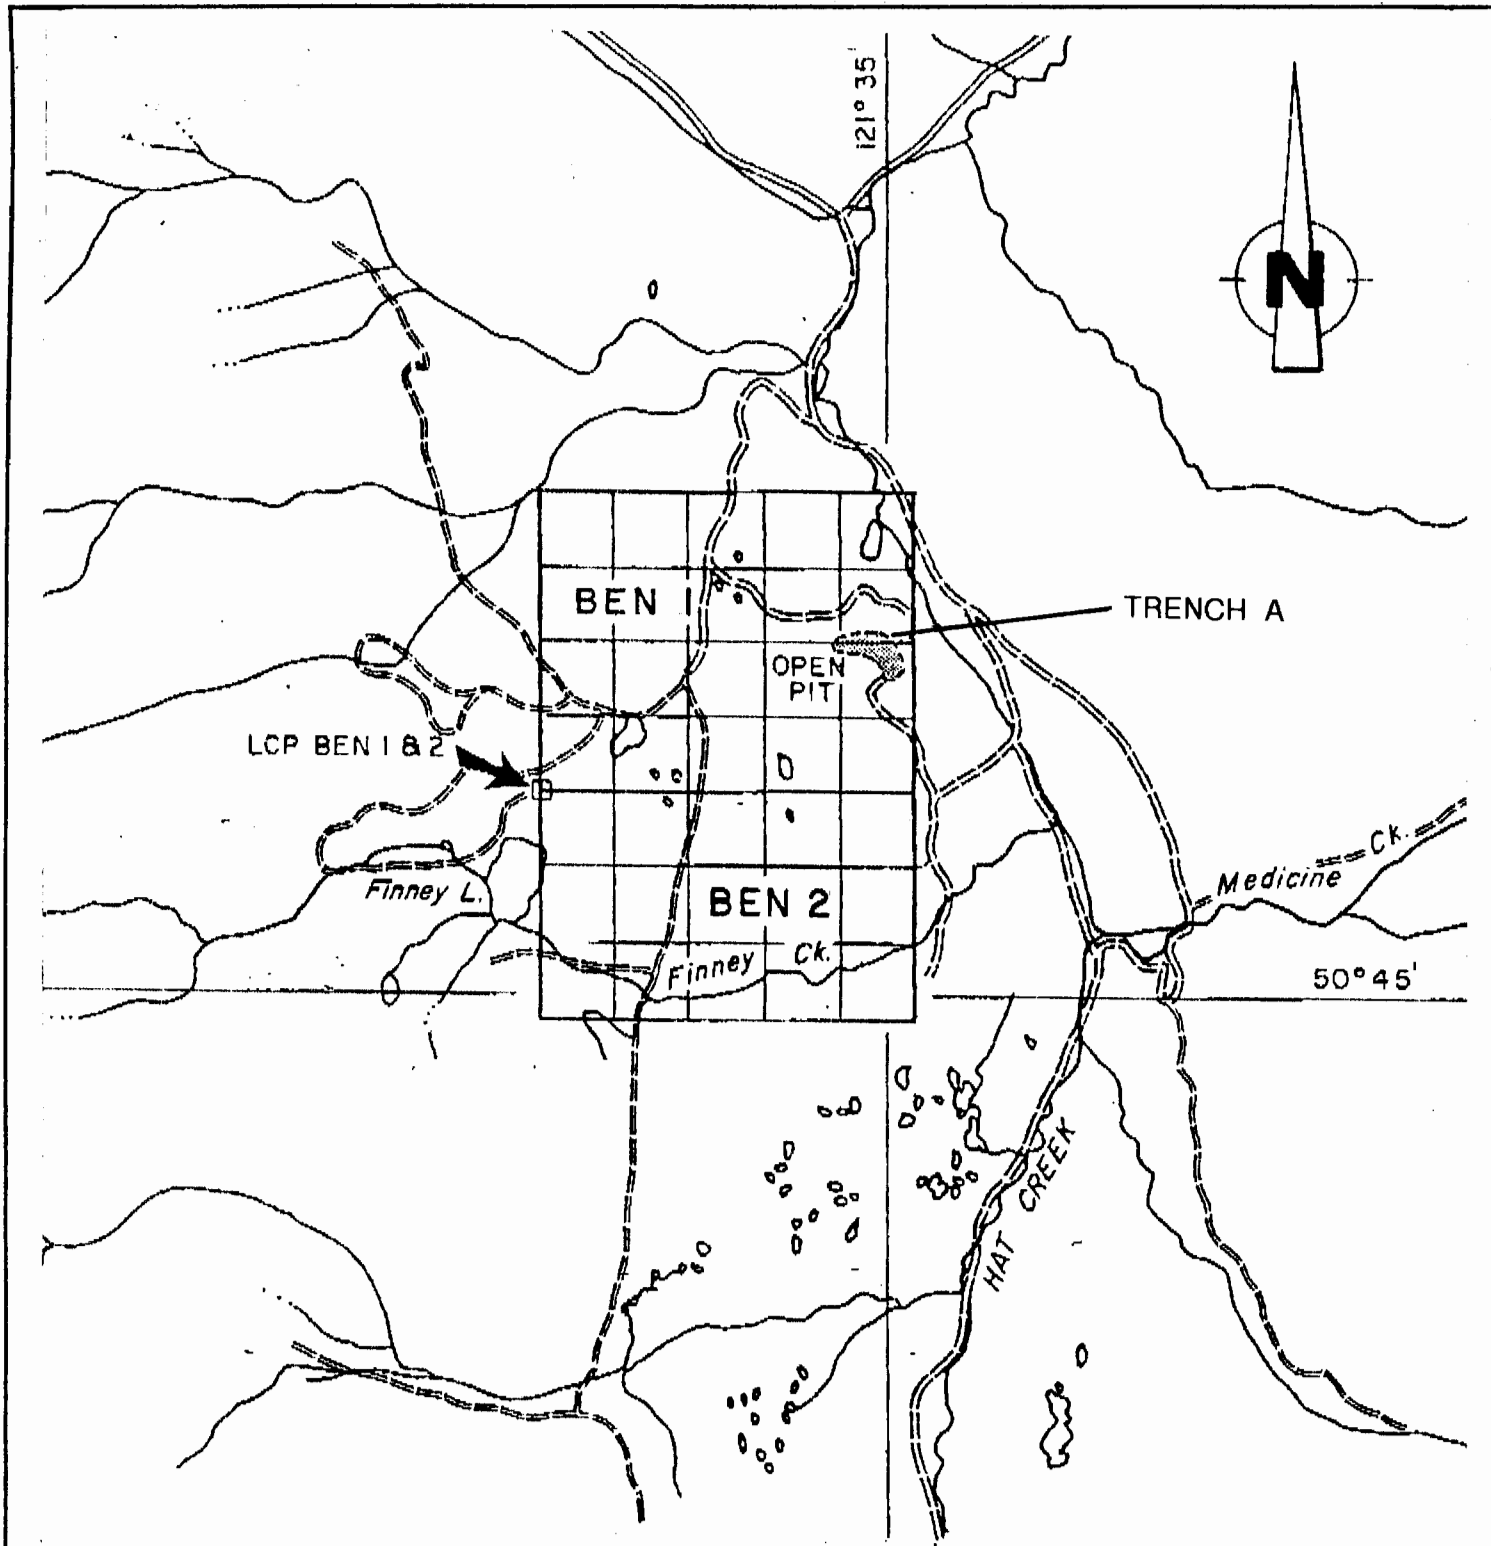 121° 35'
N
BEN 1
TRENCH A
OPEN
PIT
LCP BEN 1 & 2
Finney L.
BEN 2
Medicine Ck.
Finney Ck.
50° 45'
HAT CREEK